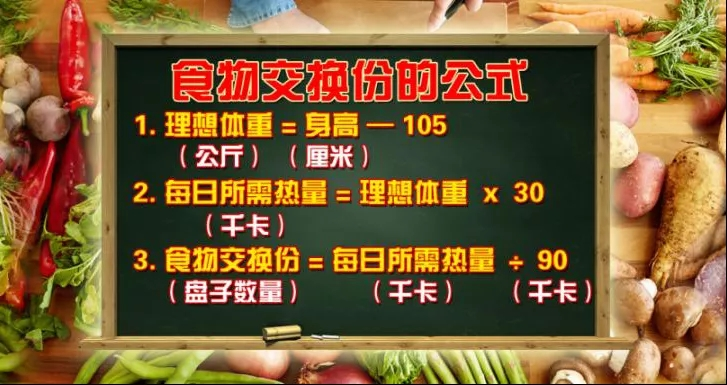 食物交换份的公式
1. 理想体重 = 身高 — 105
（公斤）（厘米）
2. 每日所需热量 = 理想体重 x 30
（千卡）
3. 食物交换份 = 每日所需热量 ÷ 90
（盘子数量）（千卡）（千卡）